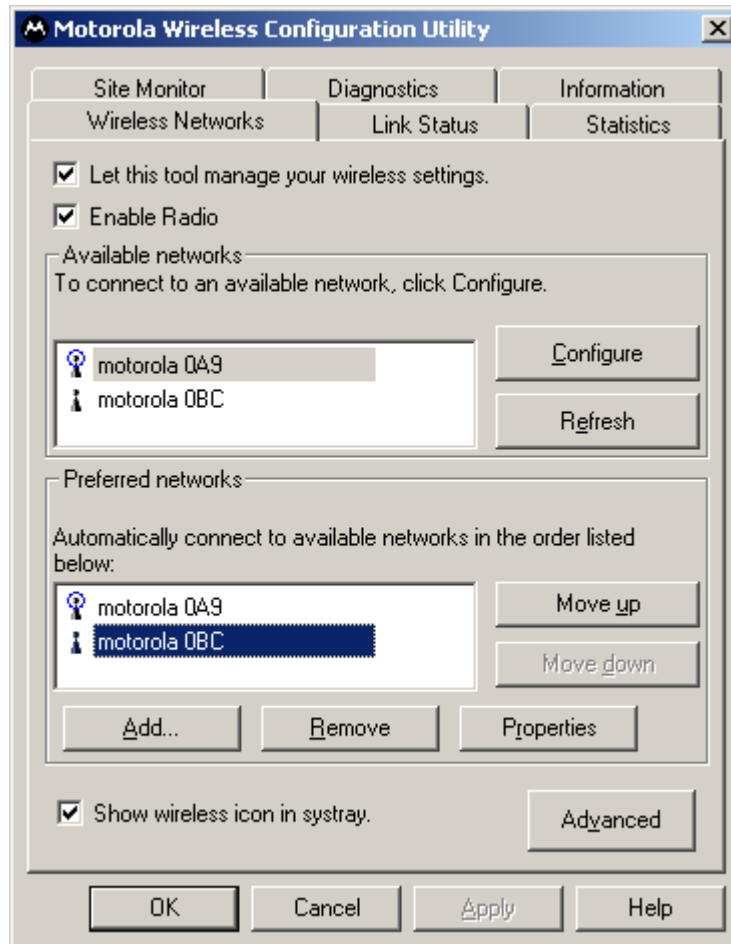 Motorola Wireless Configuration Utility
Site Monitor Diagnostics Information
Wireless Networks Link Status Statistics
Let this tool manage your wireless settings.
Enable Radio
Available networks
To connect to an available network, click Configure.
motorola 0A9
motorola 0BC
Configure
Refresh
Preferred networks
Automatically connect to available networks in the order listed
below:
motorola 0A9
motorola 0BC
Move up
Move down
Add... Remove Properties
Show wireless icon in systray.
Advanced
OK Cancel Apply Help